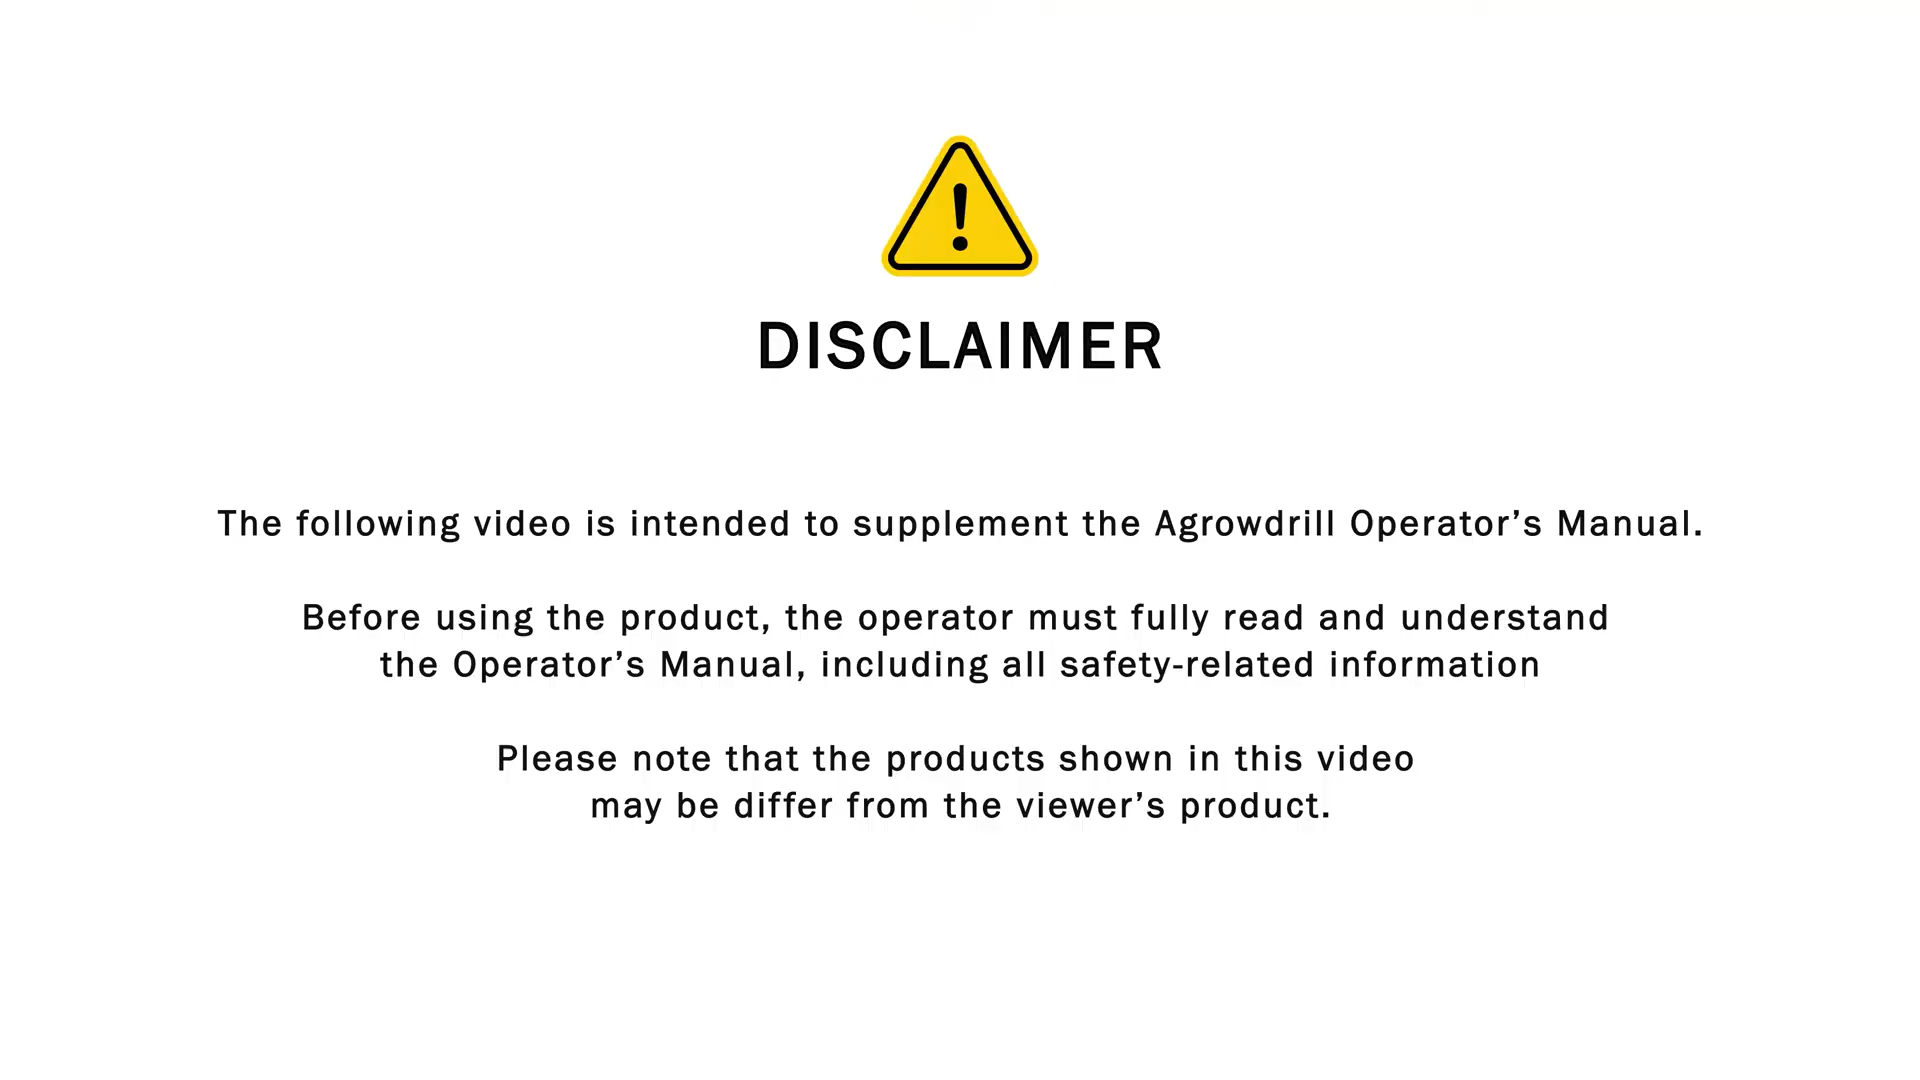 DISCLAIMER
The following video is intended to supplement the Agrowdrill Operator’s Manual.
Before using the product, the operator must fully read and understand
the Operator’s Manual, including all safety-related information
Please note that the products shown in this video
may be differ from the viewer’s product.